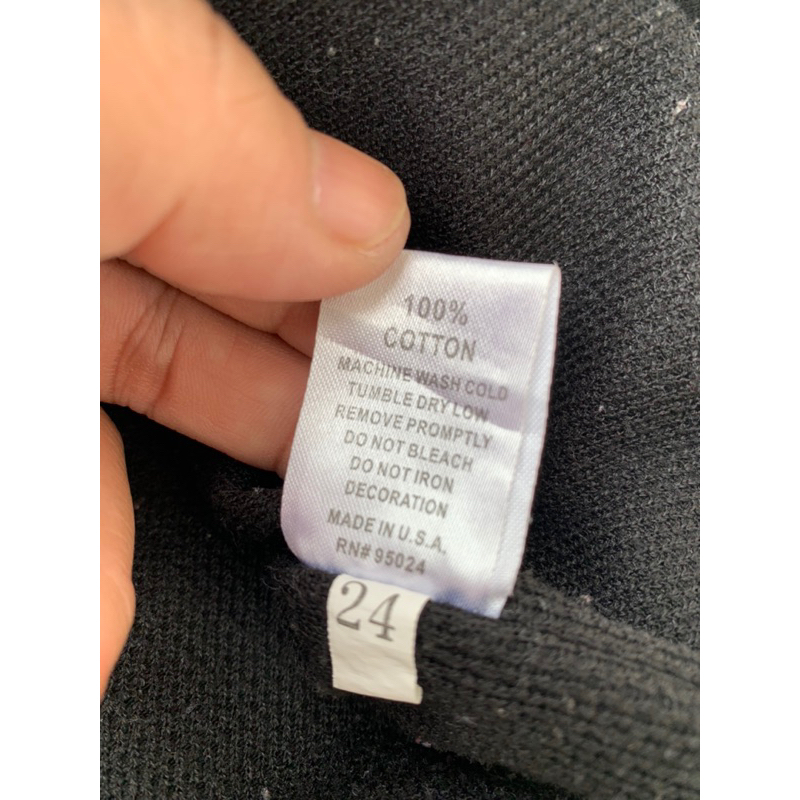 100%
COTTON
MACHINE WASH COLD
TUMBLE DRY LOW
REMOVE PROMPTLY
DO NOT BLEACH
DO NOT IRON
DECORATION
MADE IN U.S.A.
RN# 95024
24